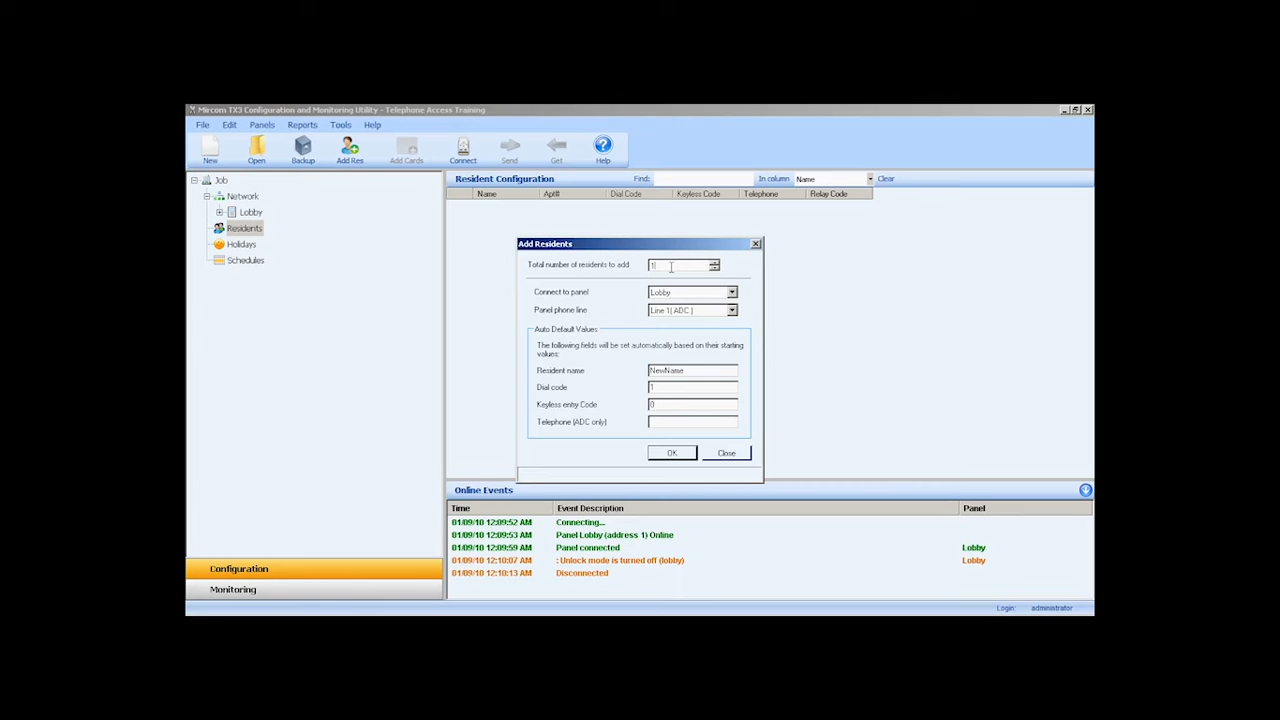 Mircom TX3 Configuration and Monitoring Utility - Telephone Access Training
File Edit Panels Reports Tools Help
New Open Backup Add Res Add Cards Connect Send Get Help
Job
Network
Lobby
Residents
Holidays
Schedules
Configuration
Monitoring
Resident Configuration Find: In column Name Clear
Name Apt# Dial Code Keyless Code Telephone Relay Code
Add Residents
Total number of residents to add 1
Connect to panel Lobby
Panel phone line Line 1( ADC )
Auto Default Values
The following fields will be set automatically based on their starting
values:
Resident name NewName
Dial code 1
Keyless entry Code 0
Telephone (ADC only)
OK Close
Online Events
Time Event Description Panel
01/09/10 12:09:52 AM Connecting...
01/09/10 12:09:53 AM Panel Lobby (address 1) Online
01/09/10 12:09:59 AM Panel connected Lobby
01/09/10 12:10:07 AM : Unlock mode is turned off (lobby) Lobby
01/09/10 12:10:13 AM Disconnected
Login: administrator